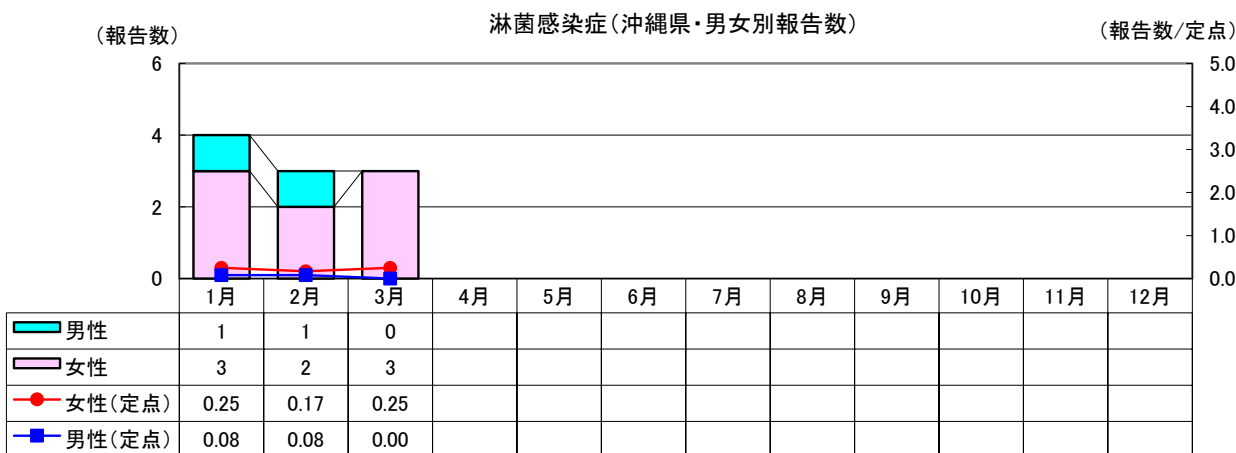 淋菌感染症(沖縄県・男女別報告数)
(報告数)
(報告数/定点)
6
4
2
0
5.0
4.0
3.0
2.0
1.0
0.0
1月 2月 3月 4月 5月 6月 7月 8月 9月 10月 11月 12月
男性 1 1 0
女性 3 2 3
女性(定点) 0.25 0.17 0.25
男性(定点) 0.08 0.08 0.00